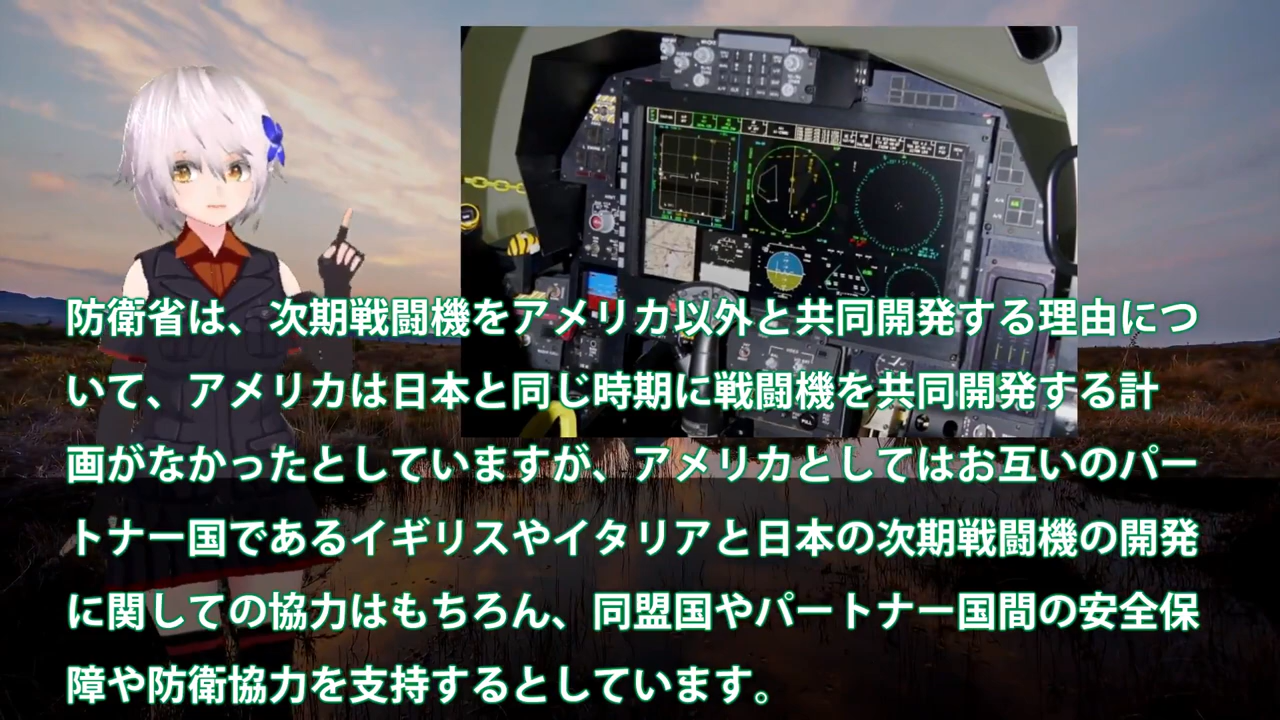 防衛省は、次期戦闘機をアメリカ以外と共同開発する理由につ
いて、アメリカは日本と同じ時期に戦闘機を共同開発する計
画がなかったとしていますが、アメリカとしてはお互いのパー
トナー国であるイギリスやイタリアと日本の次期戦闘機の開発
に関しての協力はもちろん、同盟国やパートナー国間の安全保
障や防衛協力を支持するとしています。